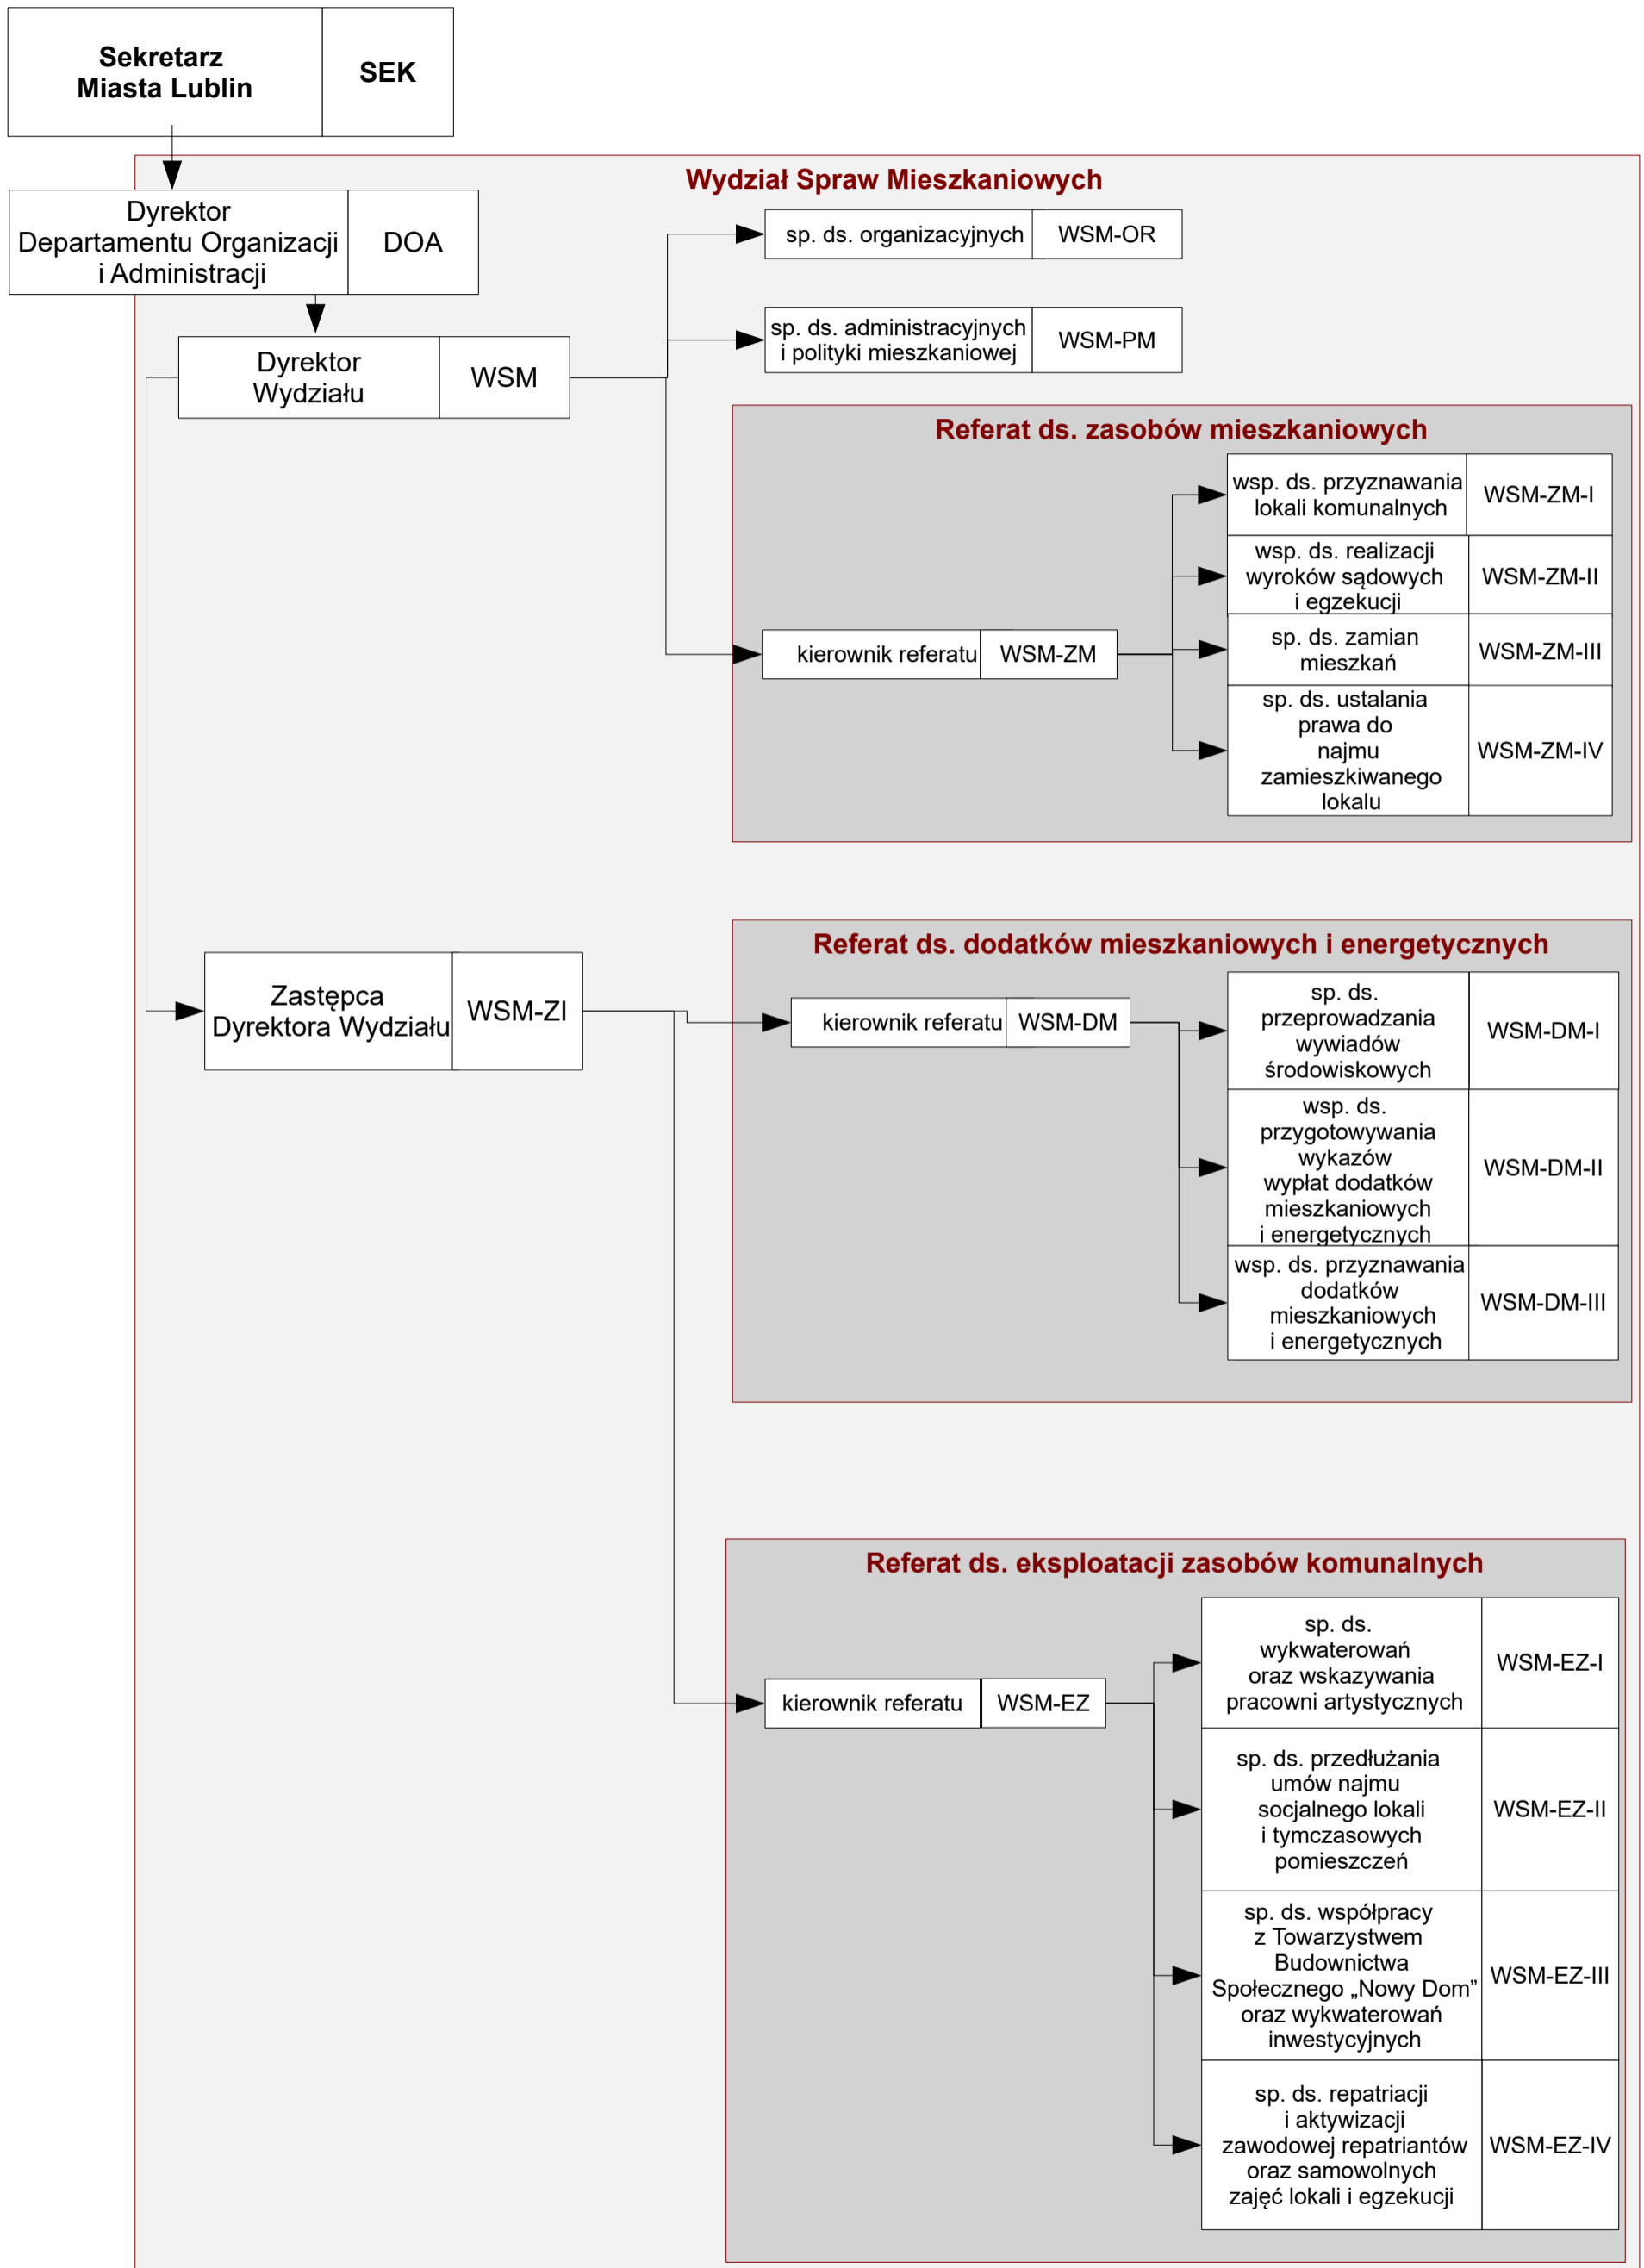 Sekretarz
Miasta Lublin
SEK
Wydział Spraw Mieszkaniowych
Dyrektor
Departamentu Organizacji
i Administracji
DOA
sp. ds. organizacyjnych
WSM-OR
sp. ds. administracyjnych
i polityki mieszkaniowej
WSM-PM
Dyrektor
Wydziału
WSM
Referat ds. zasobów mieszkaniowych
kierownik referatu
WSM-ZM
wsp. ds. przyznawania
lokali komunalnych
WSM-ZM-I
wsp. ds. realizacji
wyroków sądowych
i egzekucji
WSM-ZM-II
sp. ds. zamian
mieszkań
WSM-ZM-III
sp. ds. ustalania
prawa do
najmu
zamieszkiwanego
lokalu
WSM-ZM-IV
Zastępca
Dyrektora Wydziału
WSM-ZI
Referat ds. dodatków mieszkaniowych i energetycznych
kierownik referatu
WSM-DM
sp. ds.
przeprowadzania
wywiadów
środowiskowych
WSM-DM-I
wsp. ds.
przygotowywania
wykazów
wypłat dodatków
mieszkaniowych
i energetycznych
WSM-DM-II
wsp. ds. przyznawania
dodatków
mieszkaniowych
i energetycznych
WSM-DM-III
Referat ds. eksploatacji zasobów komunalnych
kierownik referatu
WSM-EZ
sp. ds.
wykwaterowań
oraz wskazywania
pracowni artystycznych
WSM-EZ-I
sp. ds. przedłużania
umów najmu
socjalnego lokali
i tymczasowych
pomieszczeń
WSM-EZ-II
sp. ds. współpracy
z Towarzystwem
Budownictwa
Społecznego „Nowy Dom”
oraz wykwaterowań
inwestycyjnych
WSM-EZ-III
sp. ds. repatriacji
i aktywizacji
zawodowej repatriantów
oraz samowolnych
zajęć lokali i egzekucji
WSM-EZ-IV